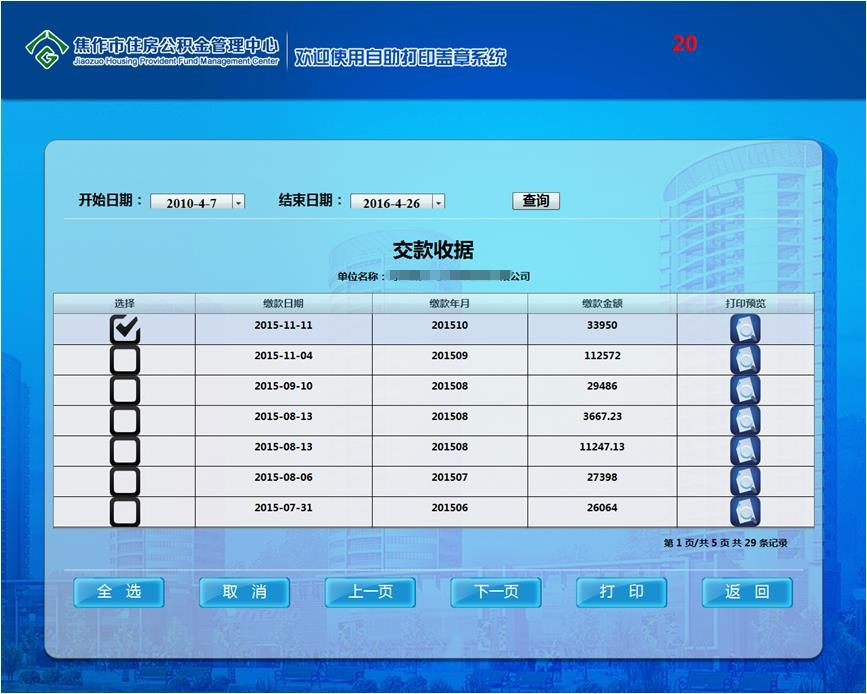 焦作市住房公积金管理中心
Jiaozuo Housing Provident Fund Management Center
欢迎使用自助打印盖章系统
20
开始日期： 2010-4-7 结束日期： 2016-4-26 查询
交款收据
单位名称： 限公司
选择 缴款日期 缴款年月 缴款金额 打印预览
2015-11-11 201510 33950
2015-11-04 201509 112572
2015-09-10 201508 29486
2015-08-13 201508 3667.23
2015-08-13 201508 11247.13
2015-08-06 201507 27398
2015-07-31 201506 26064
第 1 页/共 5 页 共 29 条记录
全 选 取 消 上一页 下一页 打 印 返 回